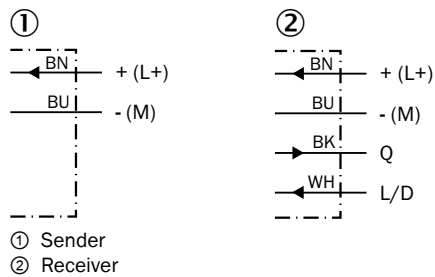 ①
BN + (L+)
BU - (M)
②
BN + (L+)
BU - (M)
BK Q
WH L/D
① Sender
② Receiver